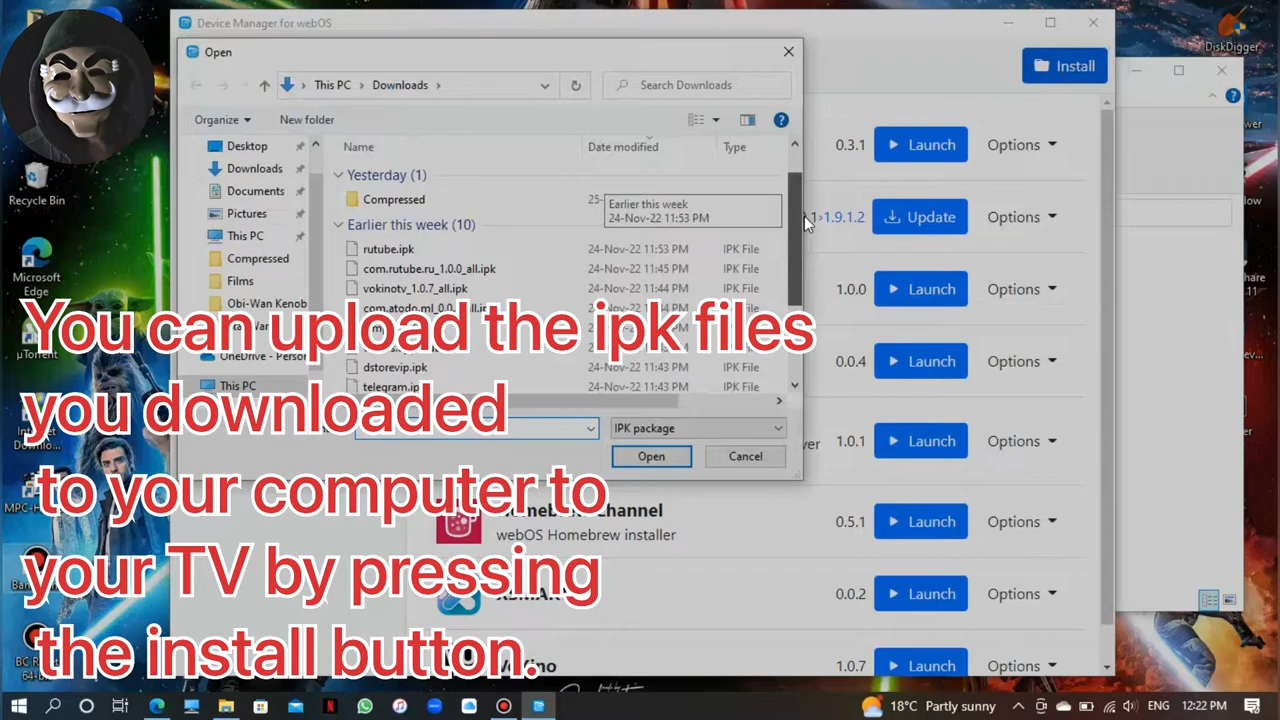 Device Manager for webOS
DiskDigger
Open
Install
This PC
Downloads
Search Downloads
Organize
New folder
Desktop
Name
Date modified
Type
0.3.1
Launch
Options
Downloads
Yesterday (1)
Recycle Bin
Documents
Compressed
25-
Earlier this week
24-Nov-22 11:53 PM
Pictures
Earlier this week (10)
1.9.1.2
Update
Options
This PC
rutube.ipk
24-Nov-22 11:53 PM
IPK File
Compressed
com.rutube.ru_1.0.0_all.ipk
24-Nov-22 11:45 PM
IPK File
Microsoft
Edge
Films
vokinotv_1.0.7_all.ipk
24-Nov-22 11:44 PM
IPK File
1.0.0
Launch
Options
Obi-Wan Kenob
You can upload the ipk files
you downloaded
to your computer to
your TV by pressing
the install button.
µTorrent
OneDrive - Person
dstorevip.ipk
24-Nov-22 11:43 PM
IPK File
0.0.4
Launch
Options
This PC
24-Nov-22 11:43 PM
IPK File
IPK package
Open
Cancel
1.0.1
Launch
Options
webOS Homebrew installer
0.5.1
Launch
Options
0.0.2
Launch
Options
1.0.7
Launch
Options
18°C Partly sunny
ENG
12:22 PM